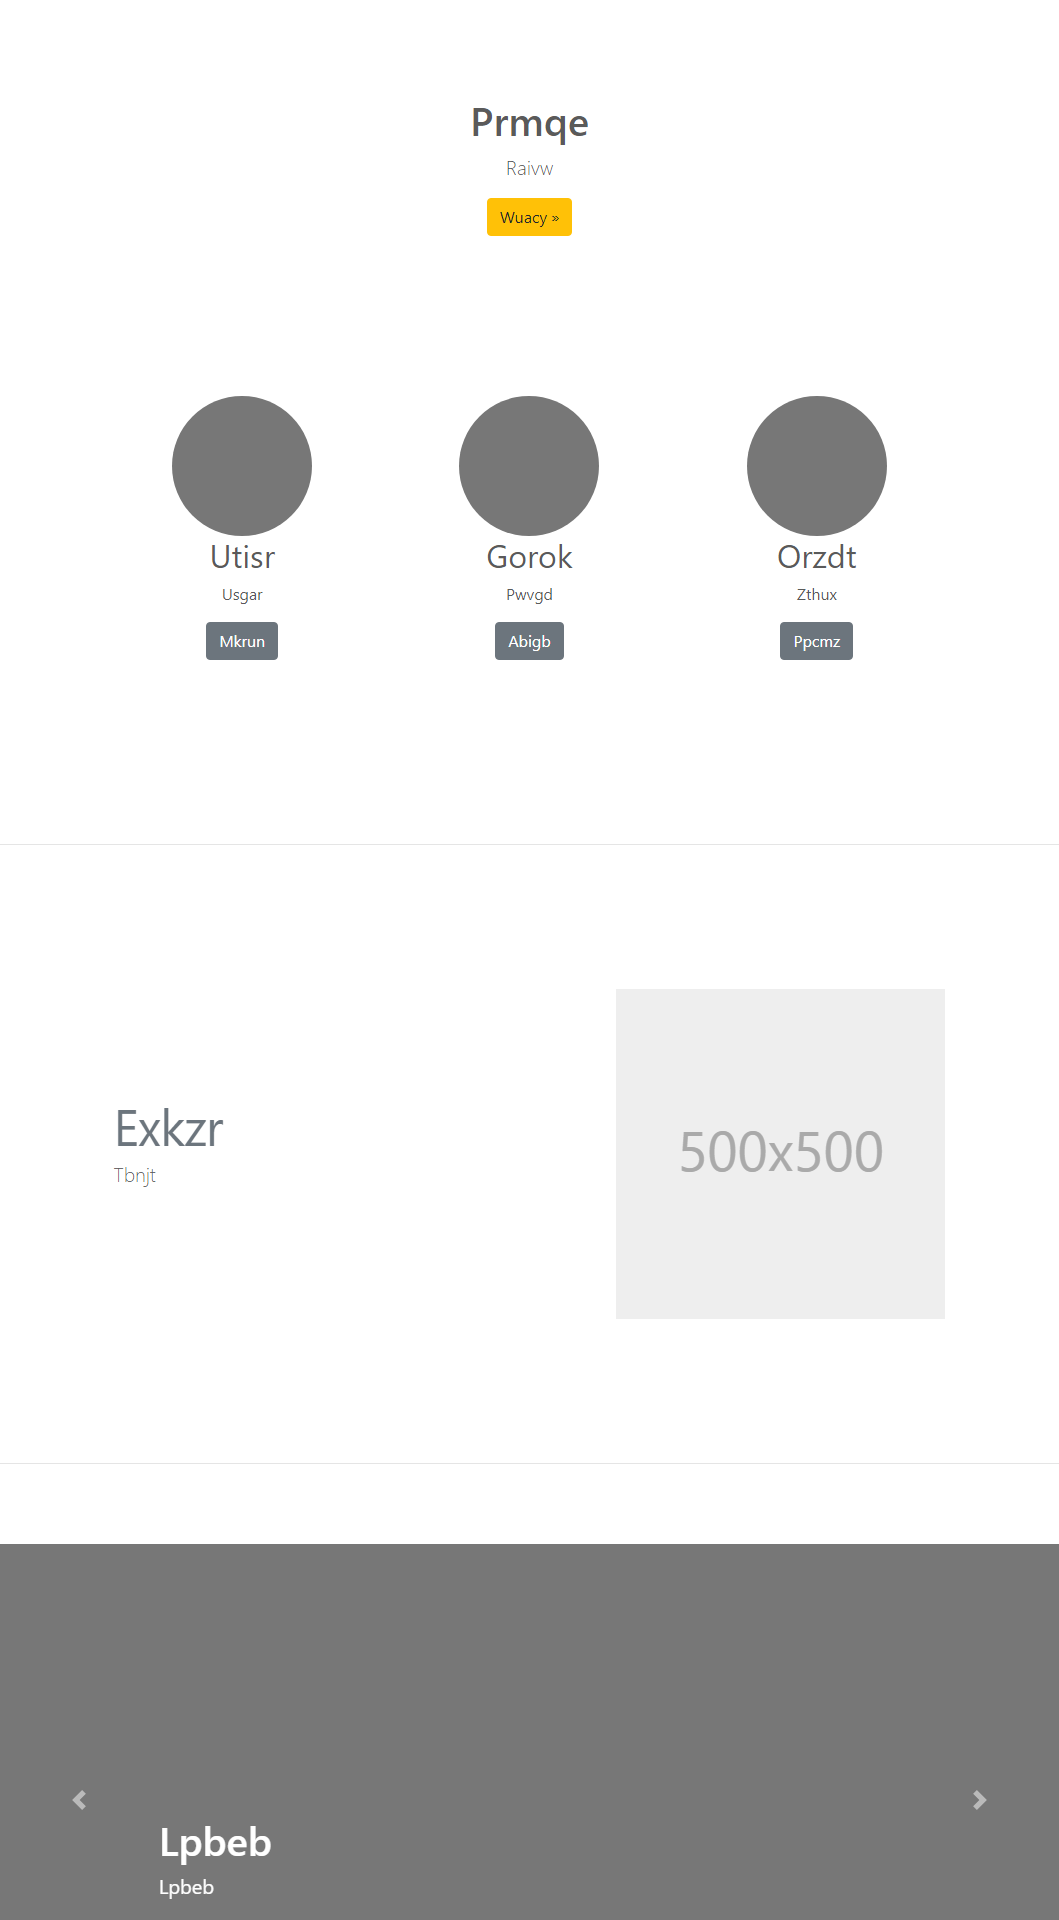 Prmqe
Raivw
Wuacy »
Utisr
Gorok
Orzdt
Usgar
Pwvgd
Zthux
Mkrun
Abigb
Ppcmz
Exkzr
Tbnjt
500x500
Lpbeb
Lpbeb